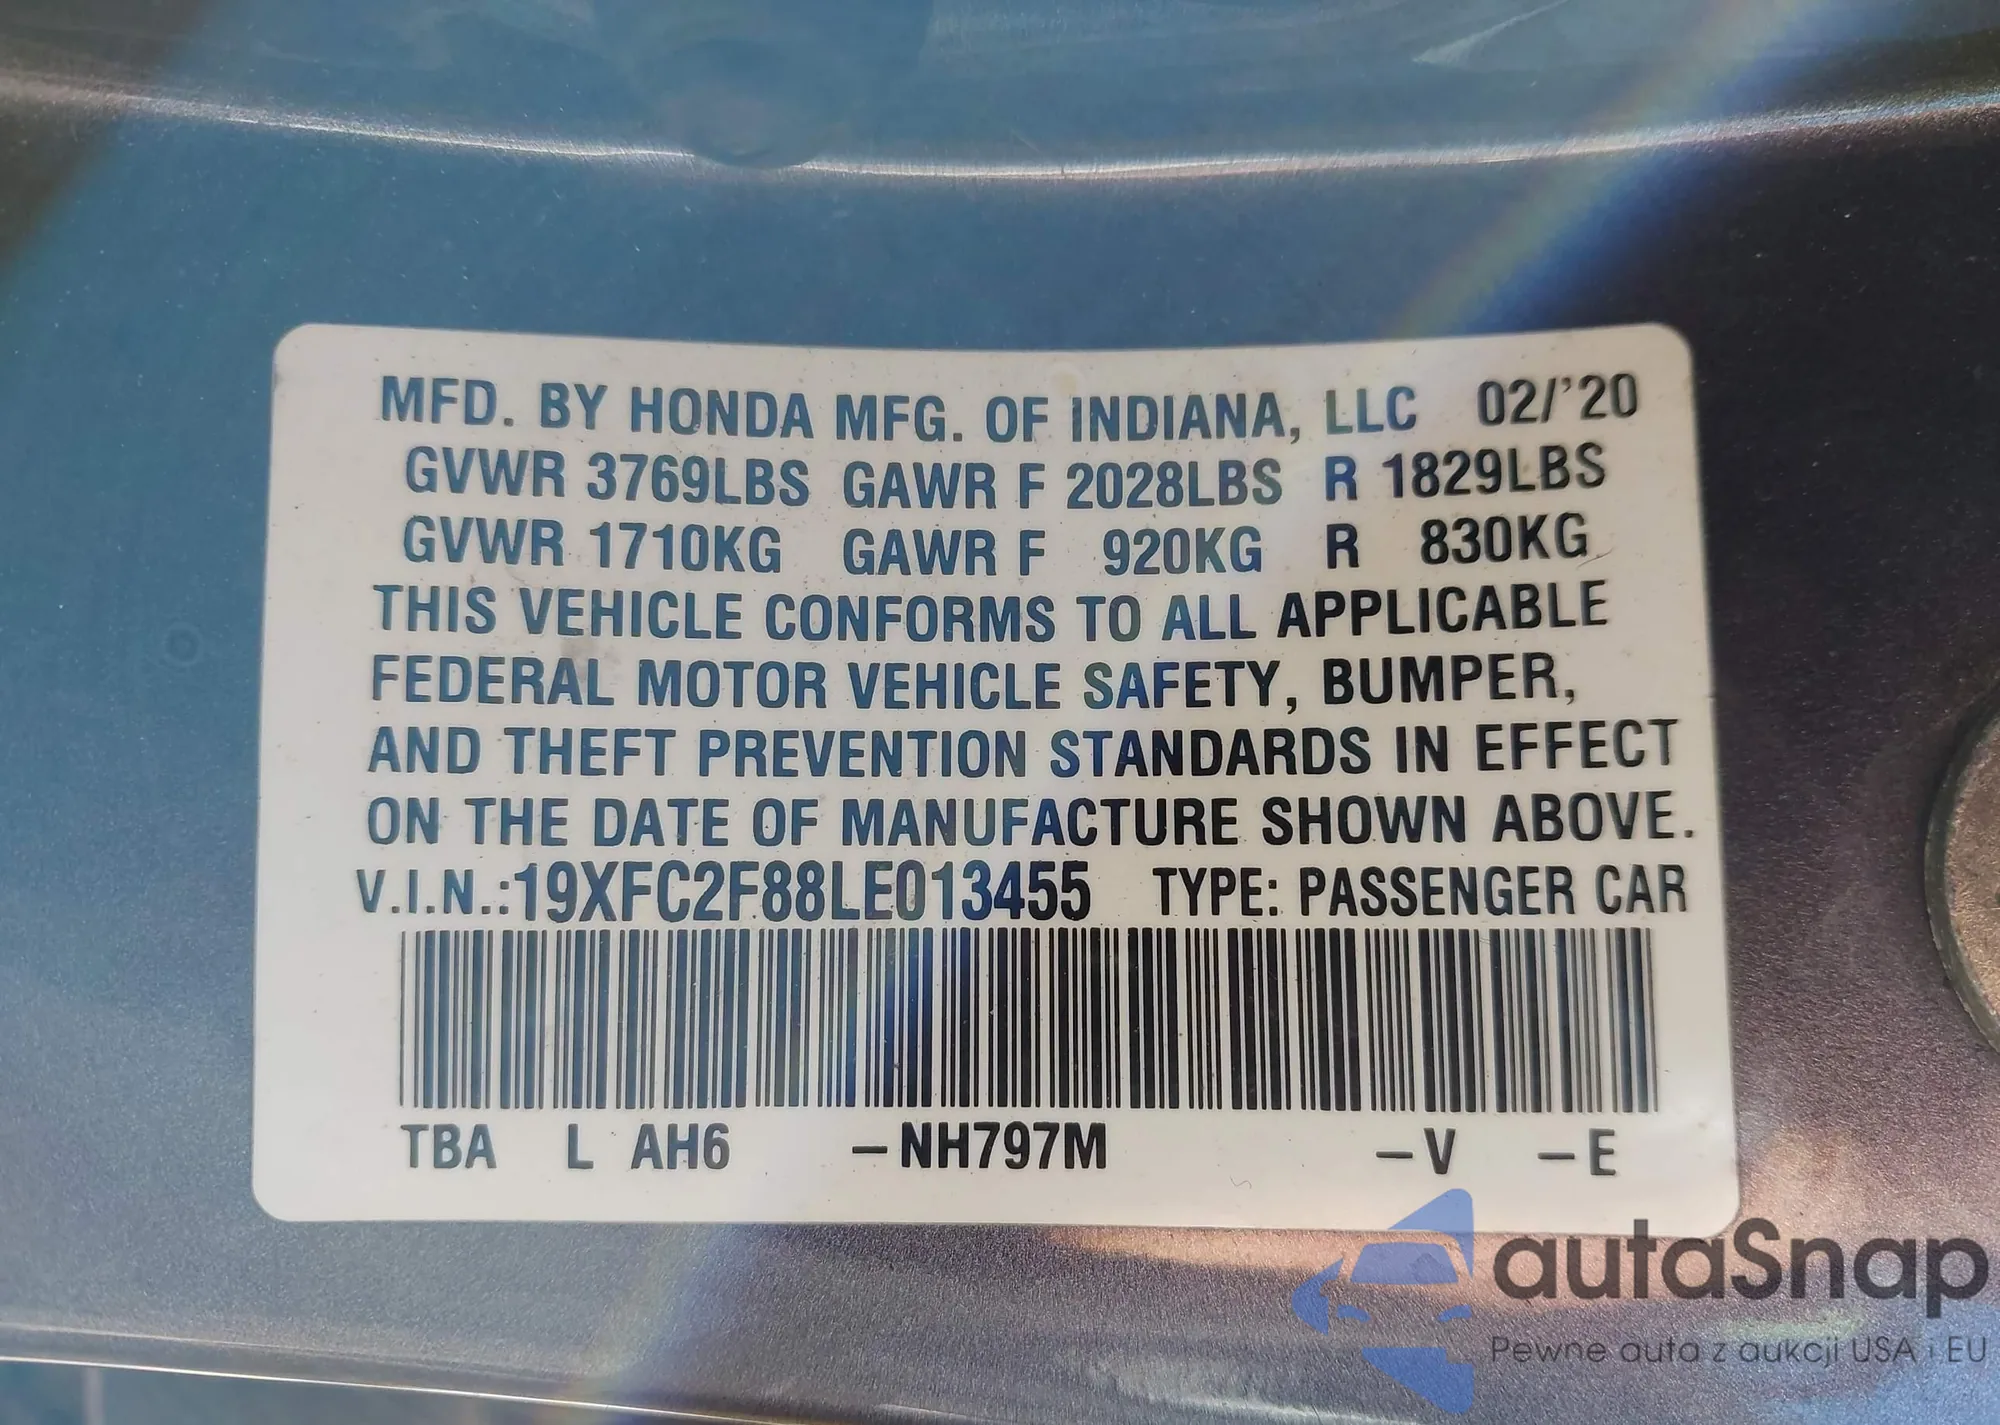 MFD. BY HONDA MFG. OF INDIANA, LLC 02/'20
GVWR 3769LBS GAWR F 2028LBS R 1829LBS
GVWR 1710KG GAWR F 920KG R 830KG
THIS VEHICLE CONFORMS TO ALL APPLICABLE
FEDERAL MOTOR VEHICLE SAFETY, BUMPER,
AND THEFT PREVENTION STANDARDS IN EFFECT
ON THE DATE OF MANUFACTURE SHOWN ABOVE.
V.I.N.:19XFC2F88LE013455 TYPE: PASSENGER CAR
TBA L AH6 –NH797M –V –E
autaSnap
Pewne auta z aukcji USA i EU